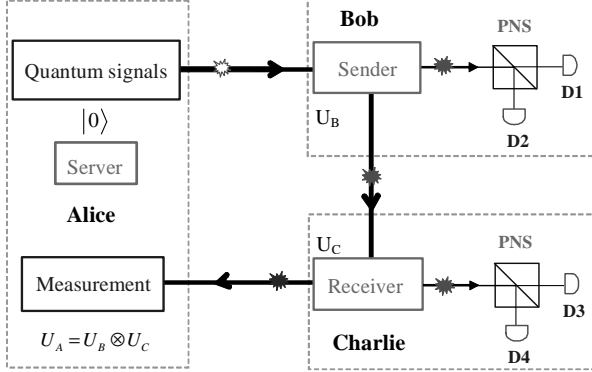 Quantum signals
|0⟩
Server
Alice
Measurement
U_A = U_B ⊗ U_C
Bob
Sender
U_B
PNS
D1
D2
U_C
Receiver
Charlie
PNS
D3
D4